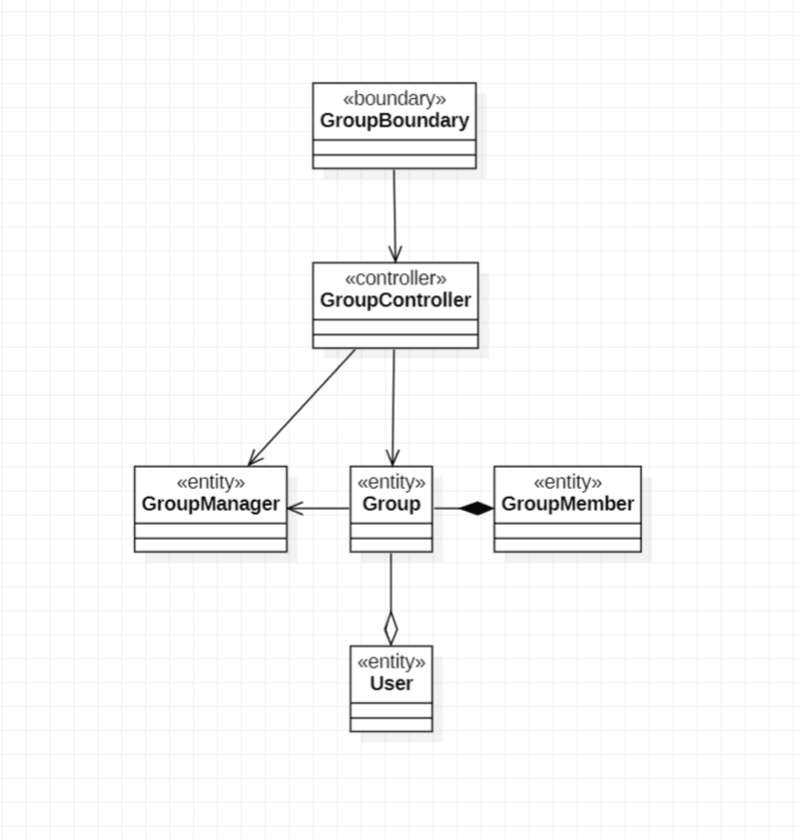 «boundary»
GroupBoundary
«controller»
GroupController
«entity»
GroupManager
«entity»
Group
«entity»
GroupMember
«entity»
User